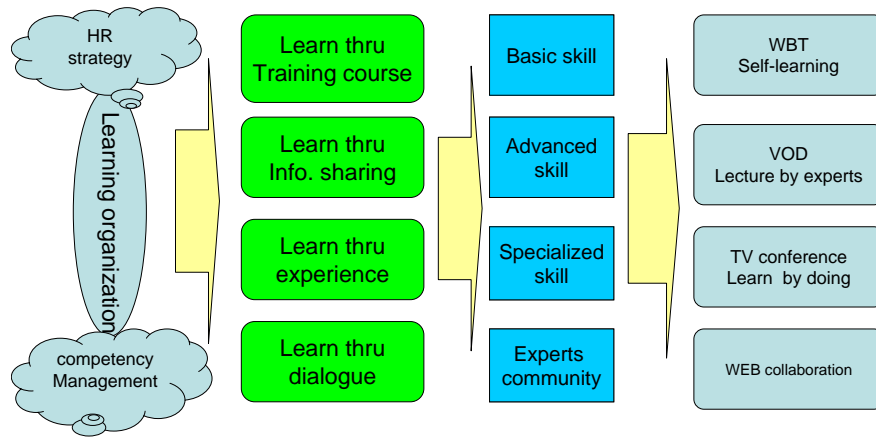 HR
strategy
Learning organization
competency
Management
Learn thru
Training course
Learn thru
Info. sharing
Learn thru
experience
Learn thru
dialogue
Basic skill
Advanced
skill
Specialized
skill
Experts
community
WBT
Self-learning
VOD
Lecture by experts
TV conference
Learn by doing
WEB collaboration